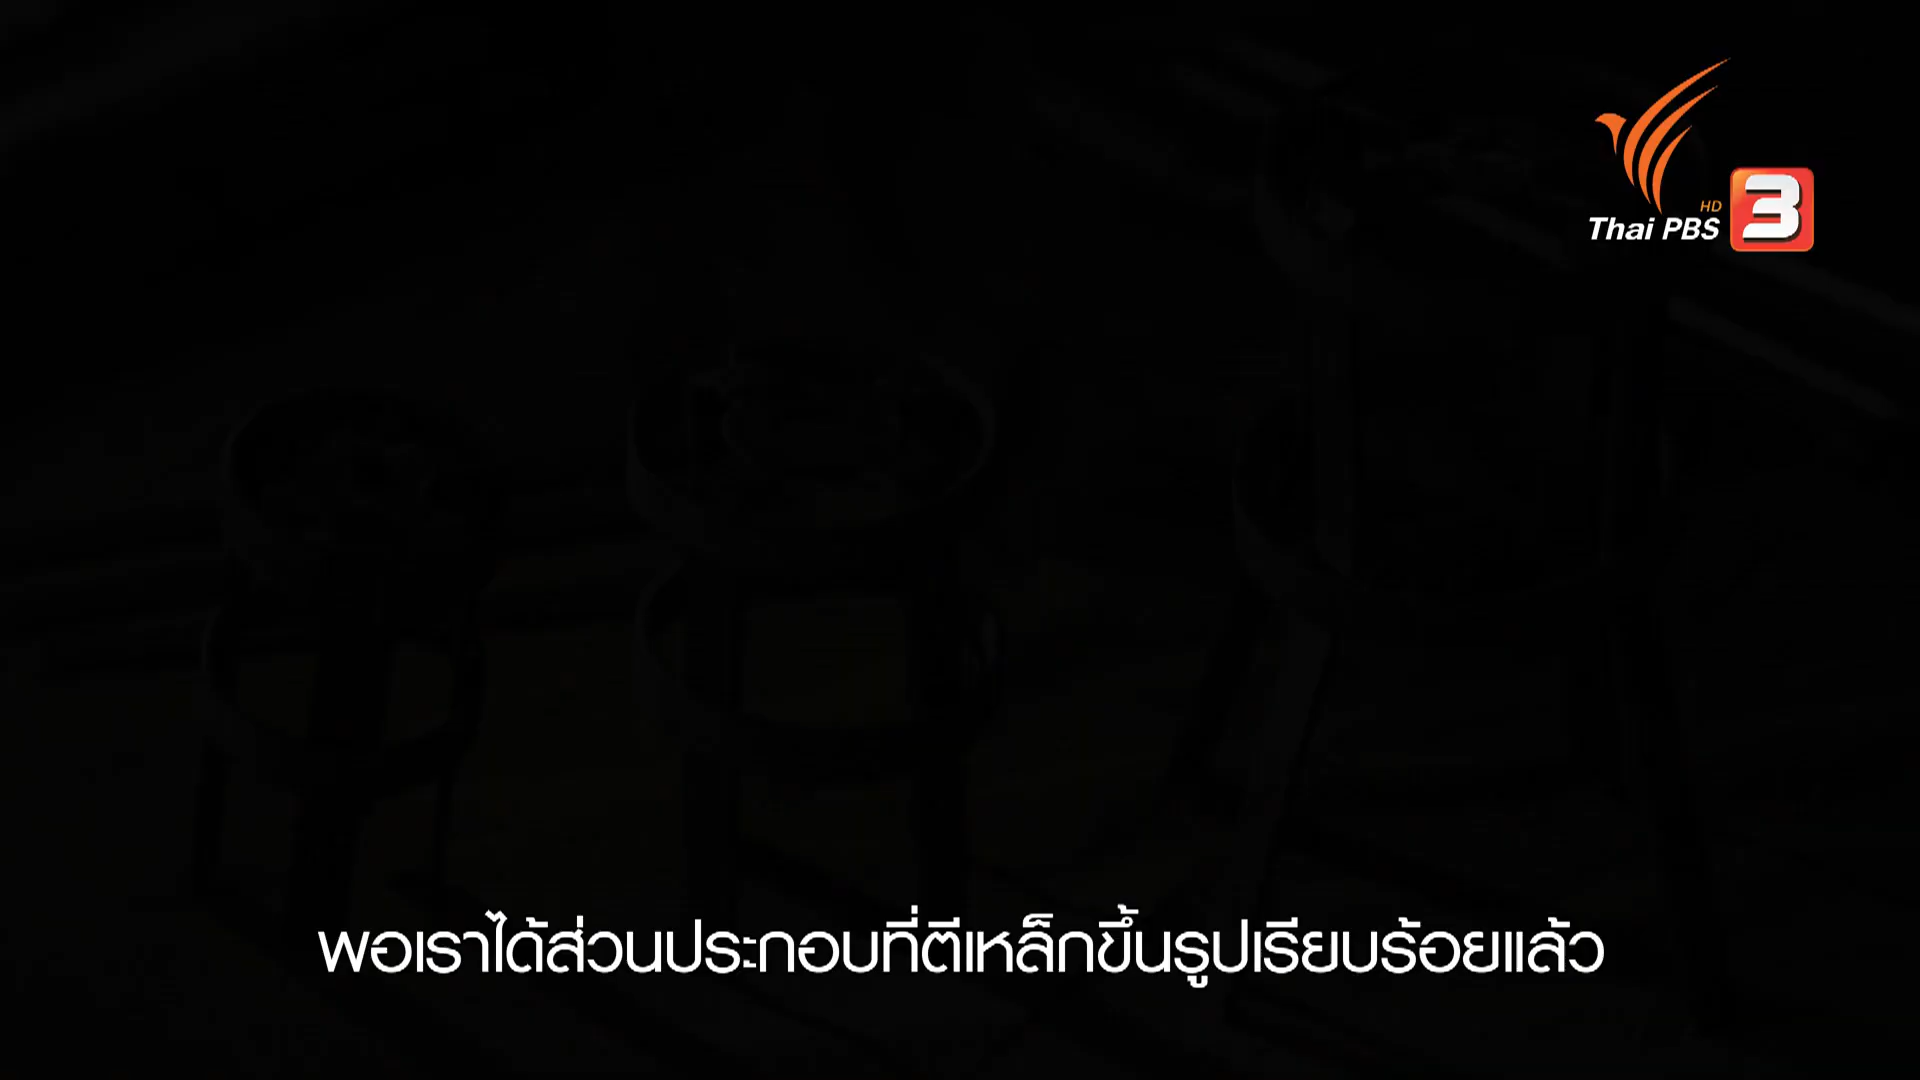 HD
Thai PBS 3
พอเราได้ส่วนประกอบที่ตีเหล็กขึ้นรูปเรียบร้อยแล้ว